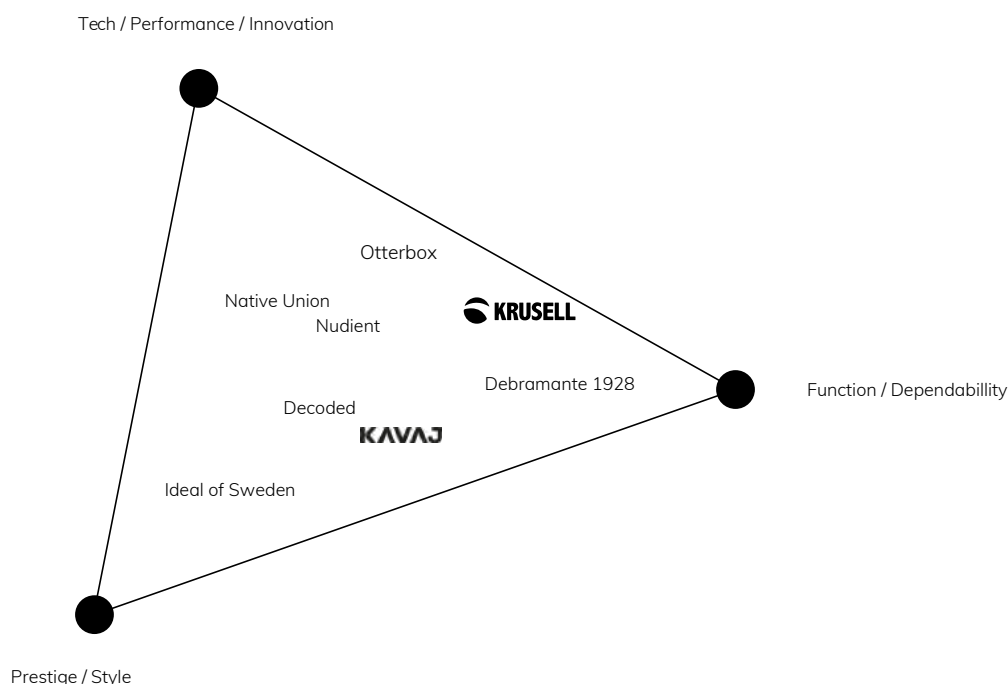 Tech / Performance / Innovation
Otterbox
Native Union
KRUSELL
Nudient
Debramante 1928
Function / Dependabillity
Decoded
KAVAJ
Ideal of Sweden
Prestige / Style